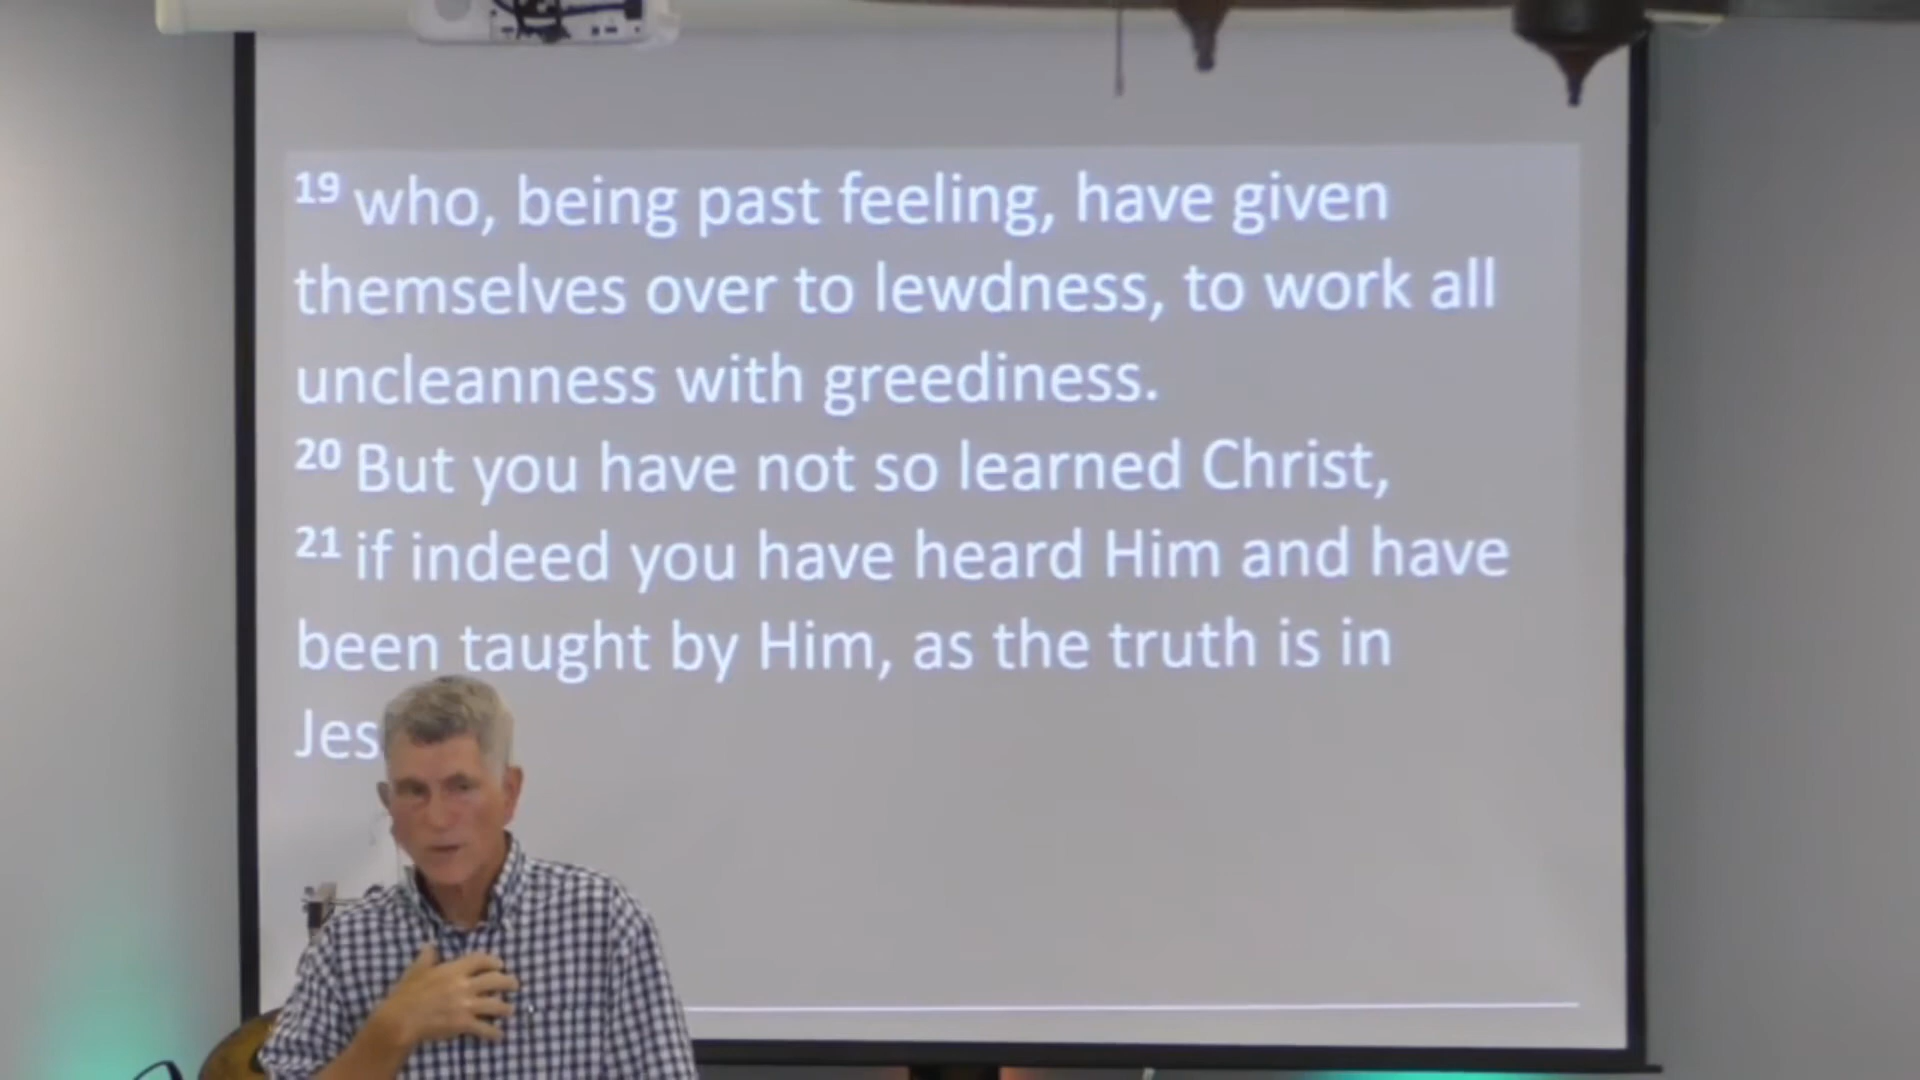 19 who, being past feeling, have given
themselves over to lewdness, to work all
uncleanness with greediness.
20 But you have not so learned Christ,
21 if indeed you have heard Him and have
been taught by Him, as the truth is in
Jes